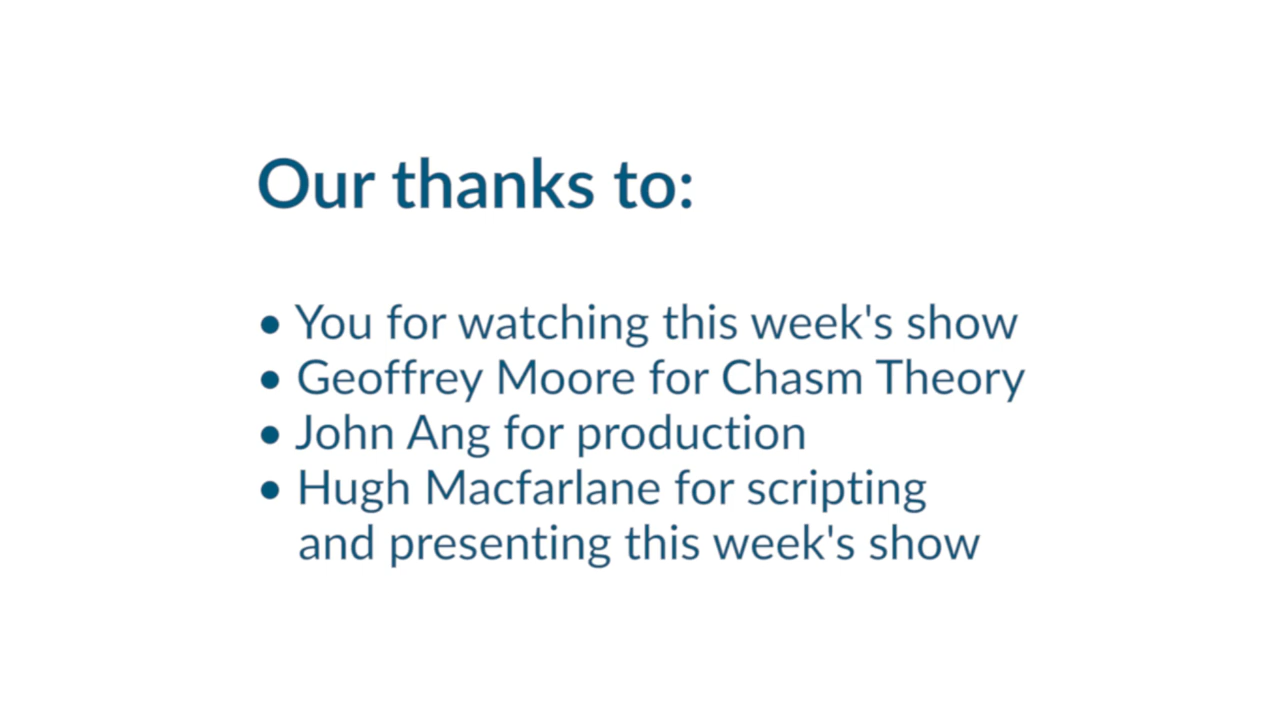 Our thanks to:
• You for watching this week's show
• Geoffrey Moore for Chasm Theory
• John Ang for production
• Hugh Macfarlane for scripting
and presenting this week's show